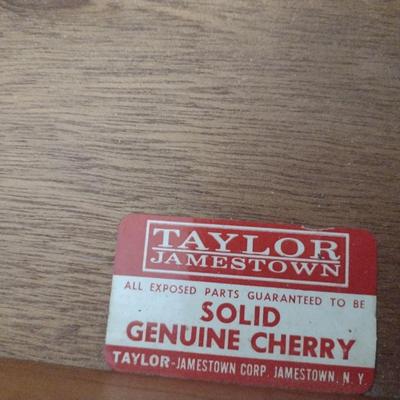 TAYLOR
JAMESTOWN
ALL EXPOSED PARTS GUARANTEED TO BE
SOLID
GENUINE CHERRY
TAYLOR-JAMESTOWN CORP. JAMESTOWN, N. Y.